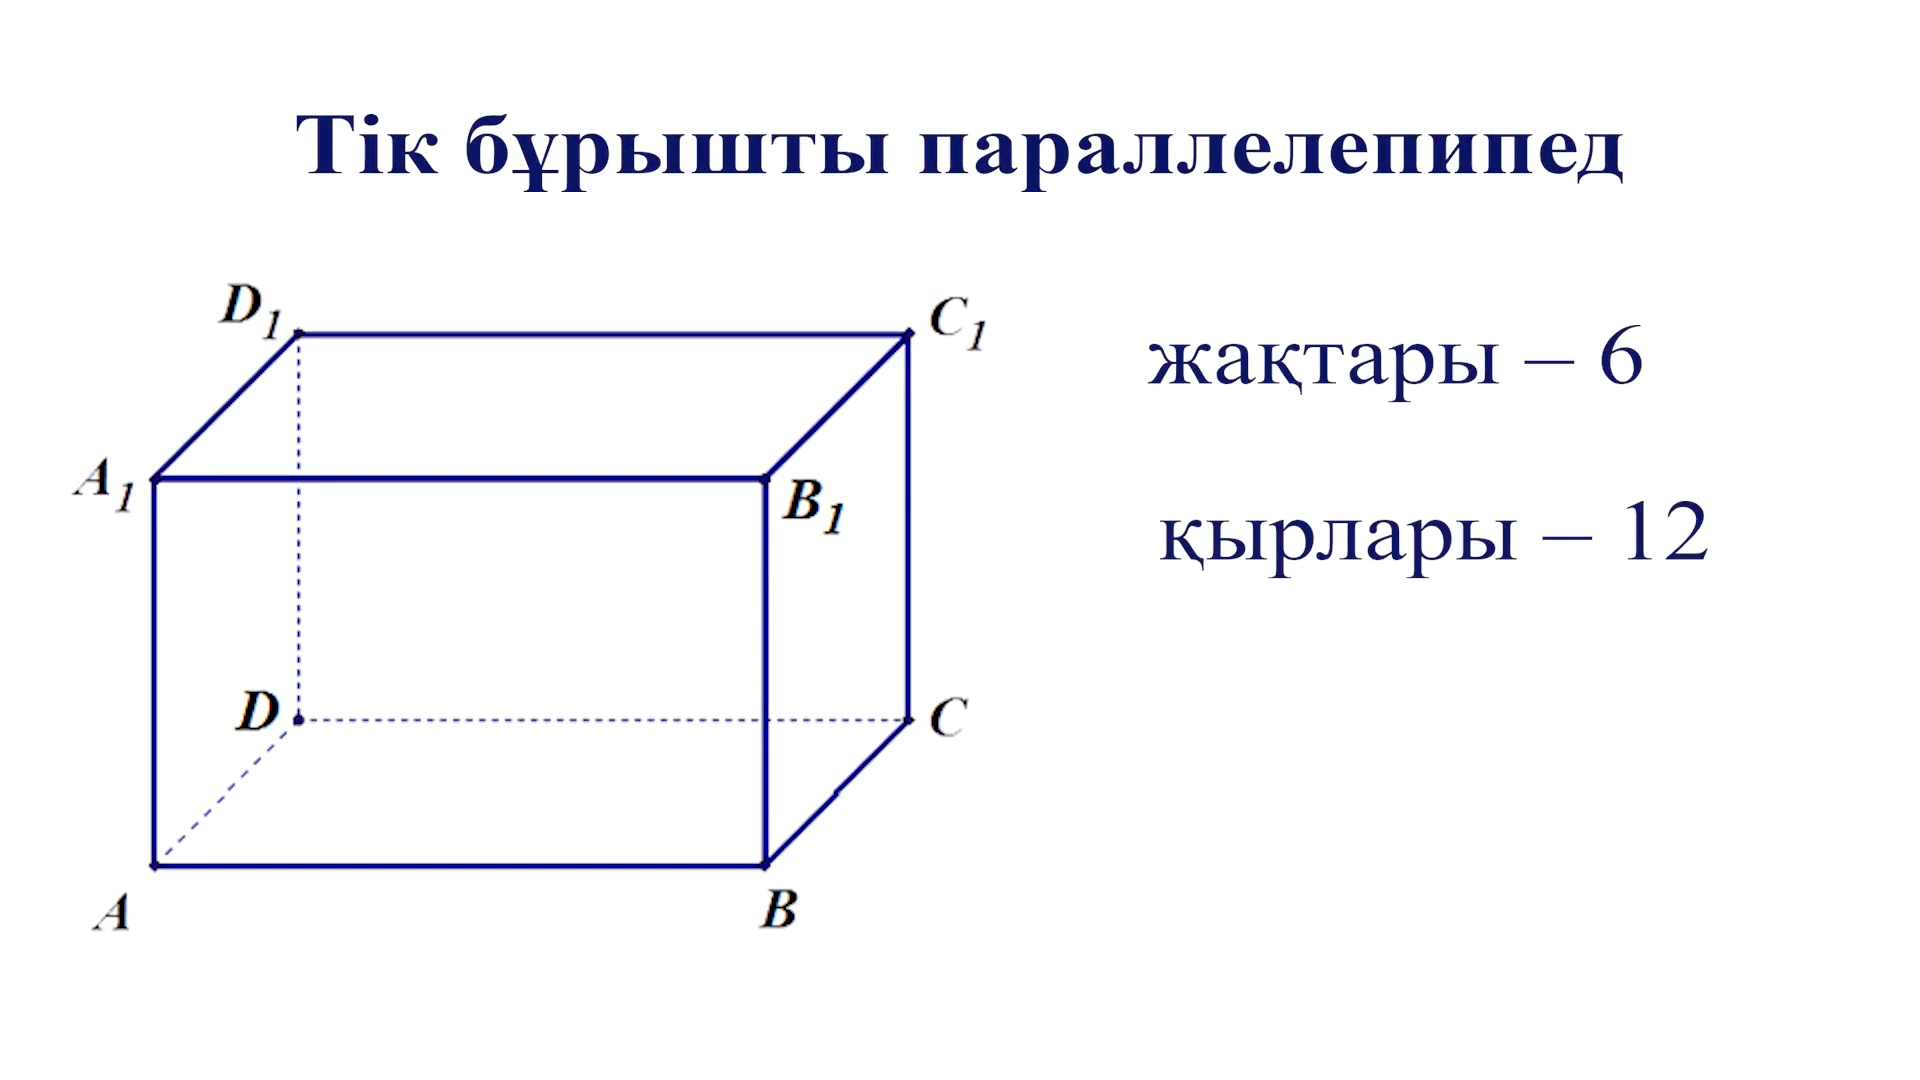 Тік бұрышты параллелепипед
D₁
C₁
жақтары – 6
A₁
B₁
қырлары – 12
D
C
A
B